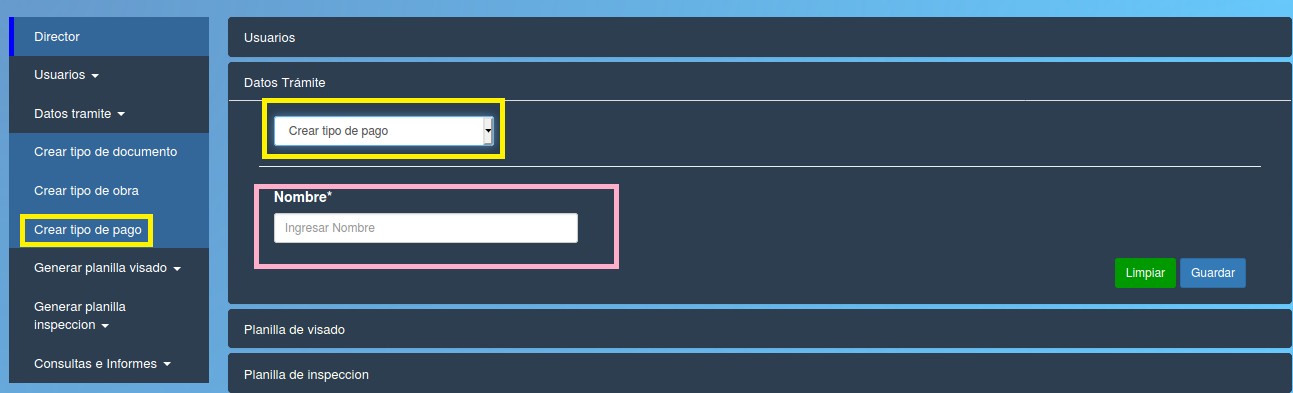 Director
Usuarios
Datos tramite
Crear tipo de documento
Crear tipo de obra
Crear tipo de pago
Generar planilla visado
Generar planilla
inspeccion
Consultas e Informes
Usuarios
Datos Trámite
Crear tipo de pago
Nombre*
Ingresar Nombre
Limpiar
Guardar
Planilla de visado
Planilla de inspeccion